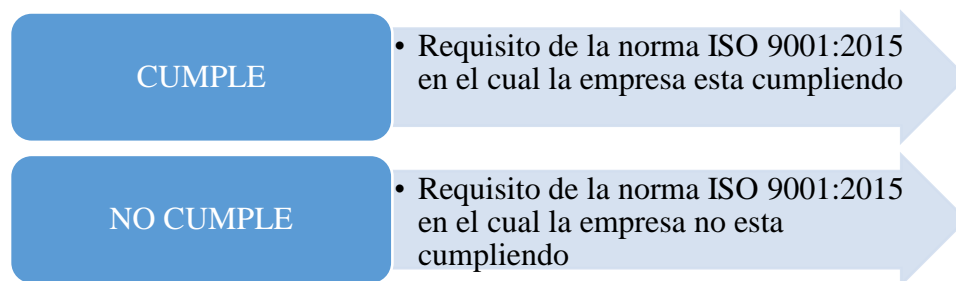 CUMPLE
• Requisito de la norma ISO 9001:2015
en el cual la empresa esta cumpliendo
NO CUMPLE
• Requisito de la norma ISO 9001:2015
en el cual la empresa no esta
cumpliendo